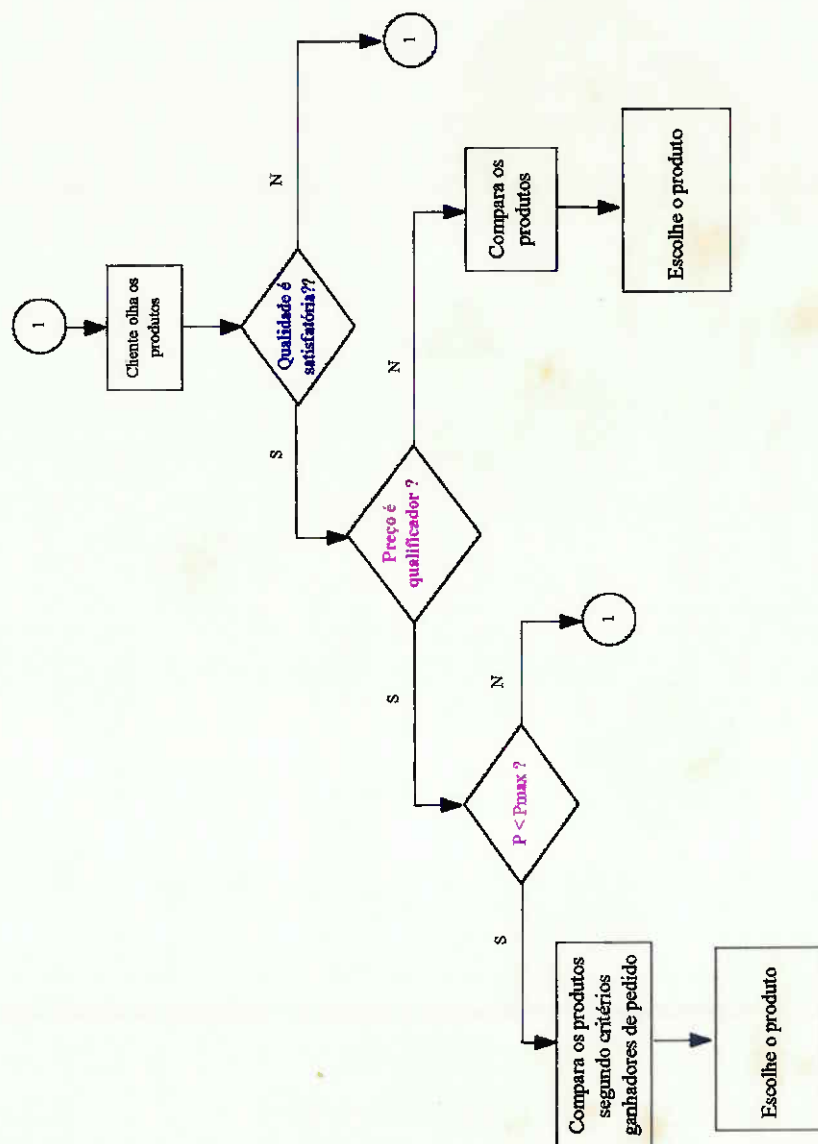 1
Cliente olha os
produtos
Qualidade é
satisfatória??
S
N
1
Preço é
qualificador ?
S
N
Compara os
produtos
Escolhe o produto
P < Pmax ?
S
N
1
Compara os produtos
segundo critérios
ganhadores de pedido
Escolhe o produto